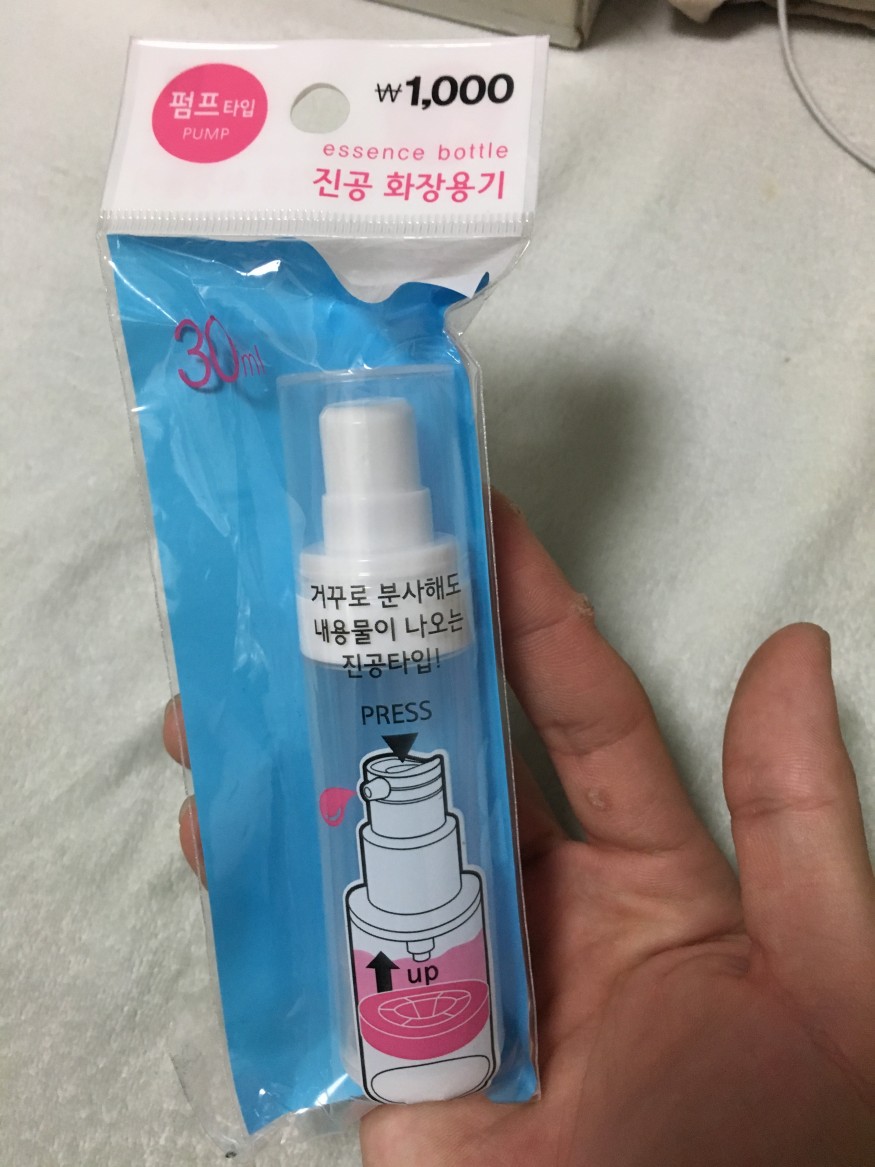 펌프타입
PUMP
₩1,000
essence bottle
진공 화장용기
30ml
거꾸로 분사해도
내용물이 나오는
진공타입!
PRESS
up